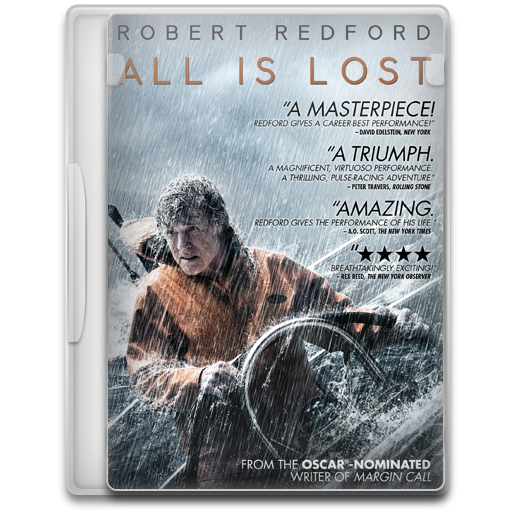 ROBERT REDFORD
ALL IS LOST
“A MASTERPIECE!
REDFORD GIVES A CAREER-BEST PERFORMANCE!”
– DAVID EDELSTEIN, NEW YORK
“A TRIUMPH.
A MAGNIFICENT, VIRTUOSO PERFORMANCE.
A THRILLING, PULSE-RACING ADVENTURE.”
– PETER TRAVERS, ROLLING STONE
“AMAZING.
REDFORD GIVES THE PERFORMANCE OF HIS LIFE.”
– A.O. SCOTT, THE NEW YORK TIMES
“★★★★
BREATHTAKINGLY EXCITING!”
– REX REED, THE NEW YORK OBSERVER
FROM THE OSCAR®-NOMINATED
WRITER OF MARGIN CALL